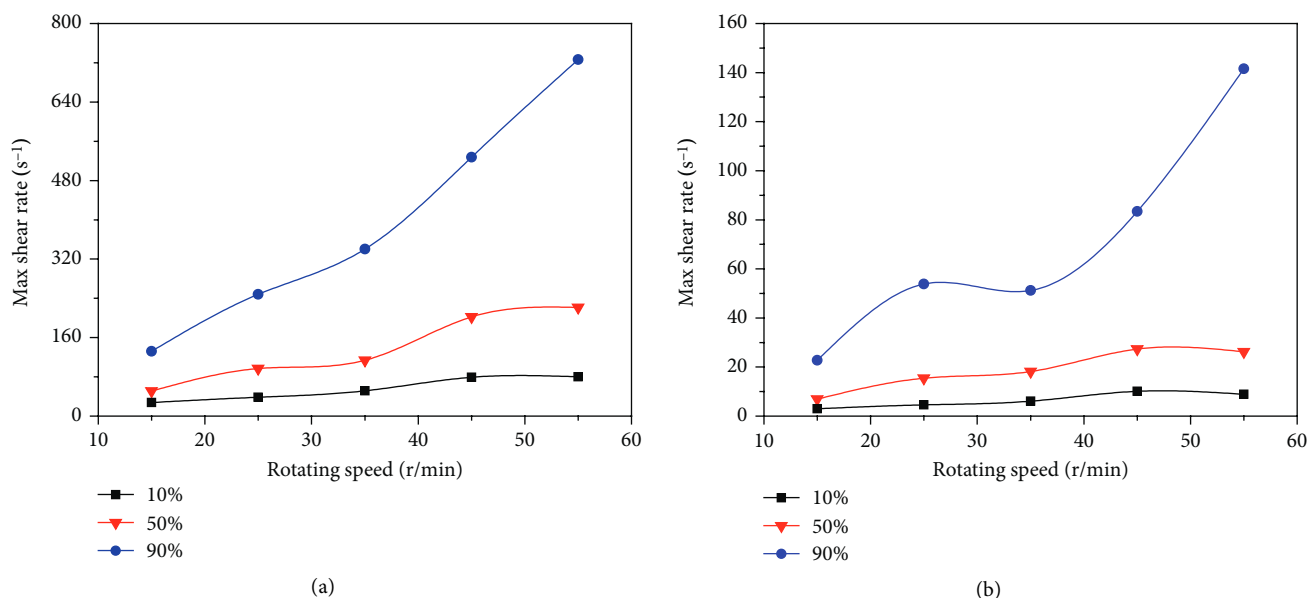 800
640
480
320
160
0
Max shear rate (s⁻¹)
10 20 30 40 50 60
Rotating speed (r/min)
10%
50%
90%
(a)
160
140
120
100
80
60
40
20
0
Max shear rate (s⁻¹)
10 20 30 40 50 60
Rotating speed (r/min)
10%
50%
90%
(b)